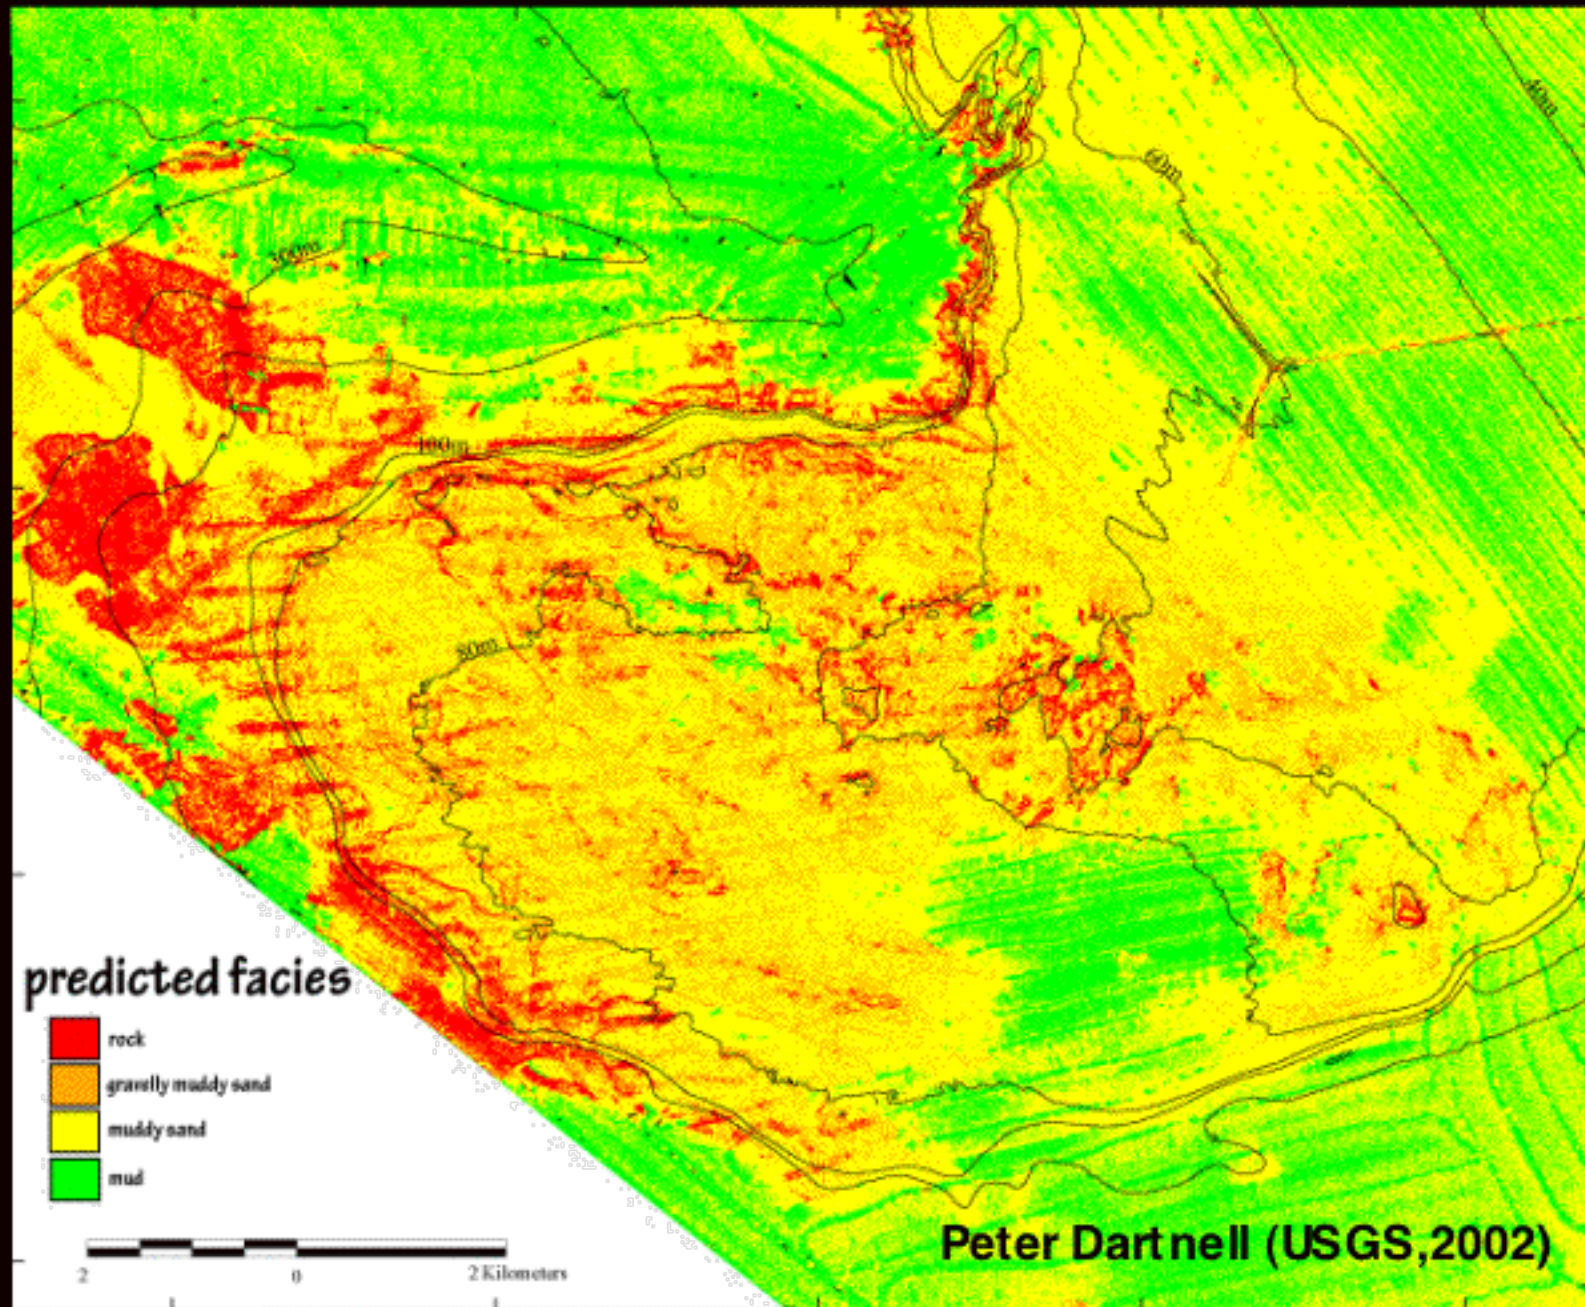 40m
60m
300m
100m
80m
predicted facies
rock
gravelly muddy sand
muddy sand
mud
2 0 2 Kilometers
Peter Dartnell (USGS,2002)